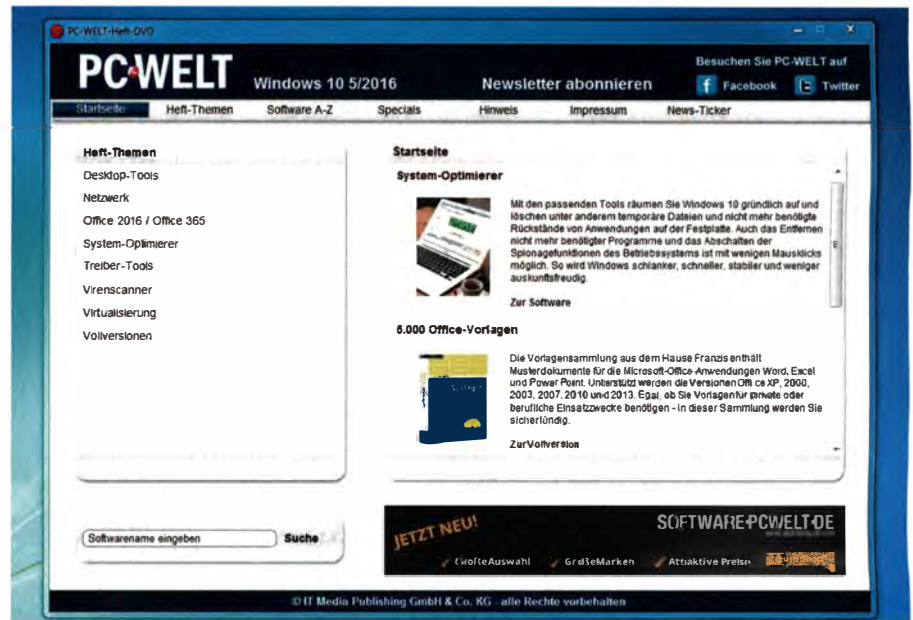 PC-WELT-Heft-DVD
PC WELT
Windows 10 5/2016
Newsletter abonnieren
Besuchen Sie PC-WELT auf
Facebook
Twitter
Startseite
Heft-Themen
Software A-Z
Specials
Hinweis
Impressum
News-Ticker
Heft-Themen
Desktop-Tools
Netzwerk
Office 2016 / Office 365
System-Optimierer
Treiber-Tools
Virenscanner
Virtualisierung
Vollversionen
Softwarename eingeben
Suche
Startseite
System-Optimierer
Mit den passenden Tools räumen Sie Windows 10 gründlich auf und
löschen unter anderem temporäre Dateien und nicht mehr benötigte
Rückstände von Anwendungen auf der Festplatte. Auch das Entfernen
nicht mehr benötigter Programme und das Abschalten der
Spionagefunktionen des Betriebssystems ist mit wenigen Mausklicks
möglich. So wird Windows schlanker, schneller, stabiler und weniger
auskunftsfreudig.
Zur Software
5.000 Office-Vorlagen
Die Vorlagensammlung aus dem Hause Franzis enthält
Musterdokumente für die Microsoft-Office-Anwendungen Word, Excel
und Power Point. Unterstützt werden die Versionen Office XP, 2000,
2003, 2007, 2010 und 2013. Egal, ob Sie Vorlagen für private oder
berufliche Einsatzzwecke benötigen - in dieser Sammlung werden Sie
sicher fündig.
Zur Vollversion
JETZT NEU!
SOFTWARE-PCWELT.DE
Große Auswahl
Große Marken
Attraktive Preise
© IT Media Publishing GmbH & Co. KG - alle Rechte vorbehalten